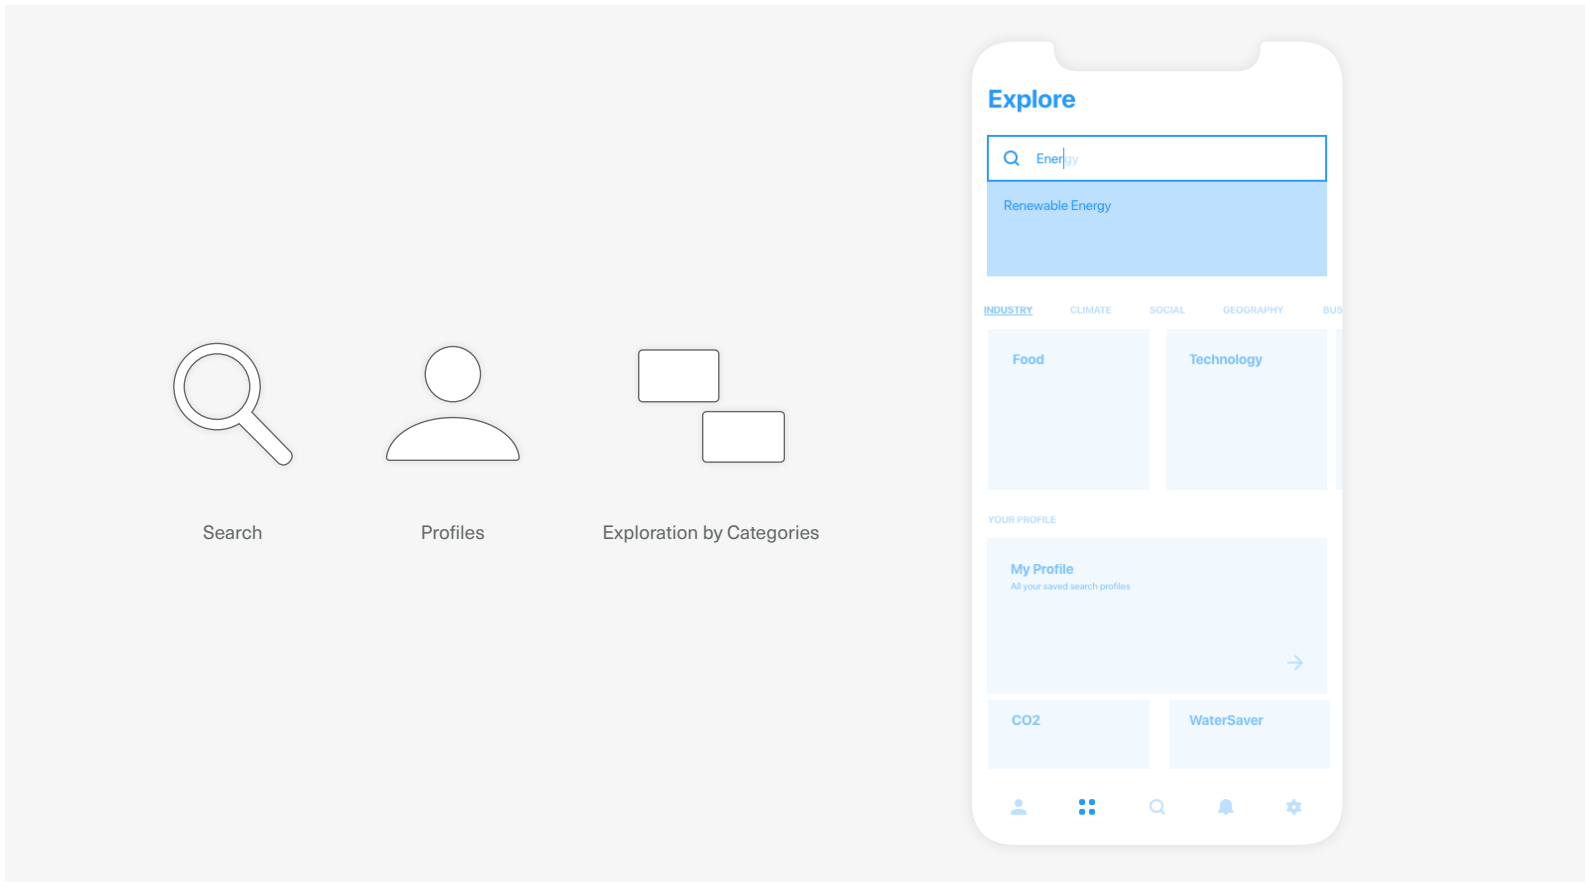 Search
Profiles
Exploration by Categories
Explore
Energy
Renewable Energy
INDUSTRY CLIMATE SOCIAL GEOGRAPHY BUS
Food Technology
YOUR PROFILE
My Profile
All your saved search profiles
CO2 WaterSaver